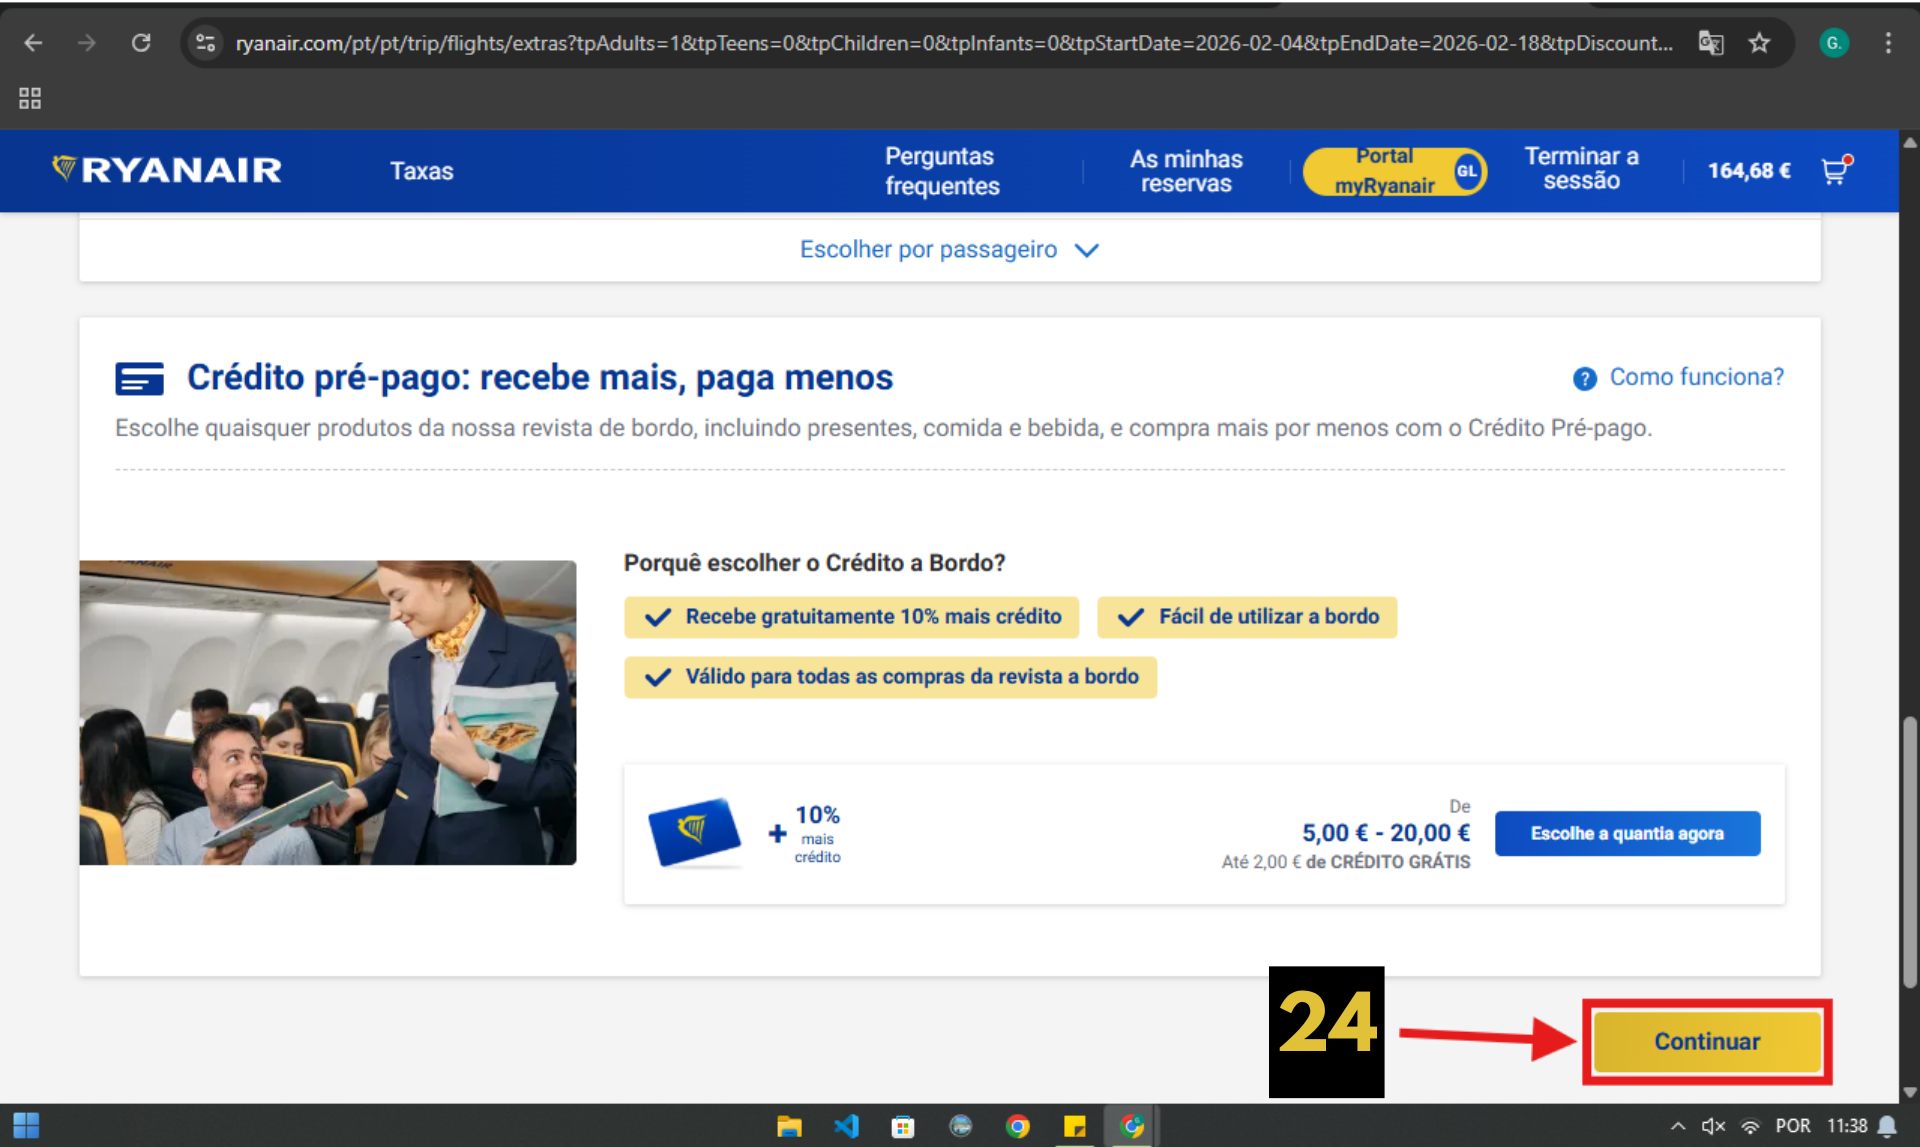 ryanair.com/pt/pt/trip/flights/extras?tpAdults=1&tpTeens=0&tpChildren=0&tpInfants=0&tpStartDate=2026-02-04&tpEndDate=2026-02-18&tpDiscount...
G.
RYANAIR
Taxas
Perguntas
frequentes
As minhas
reservas
Portal
myRyanair
GL
Terminar a
sessão
164,68 €
Escolher por passageiro
Crédito pré-pago: recebe mais, paga menos
? Como funciona?
Escolhe quaisquer produtos da nossa revista de bordo, incluindo presentes, comida e bebida, e compra mais por menos com o Crédito Pré-pago.
Porquê escolher o Crédito a Bordo?
Recebe gratuitamente 10% mais crédito
Fácil de utilizar a bordo
Válido para todas as compras da revista a bordo
+
10%
mais
crédito
De
5,00 € - 20,00 €
Até 2,00 € de CRÉDITO GRÁTIS
Escolhe a quantia agora
24
Continuar
POR
11:38